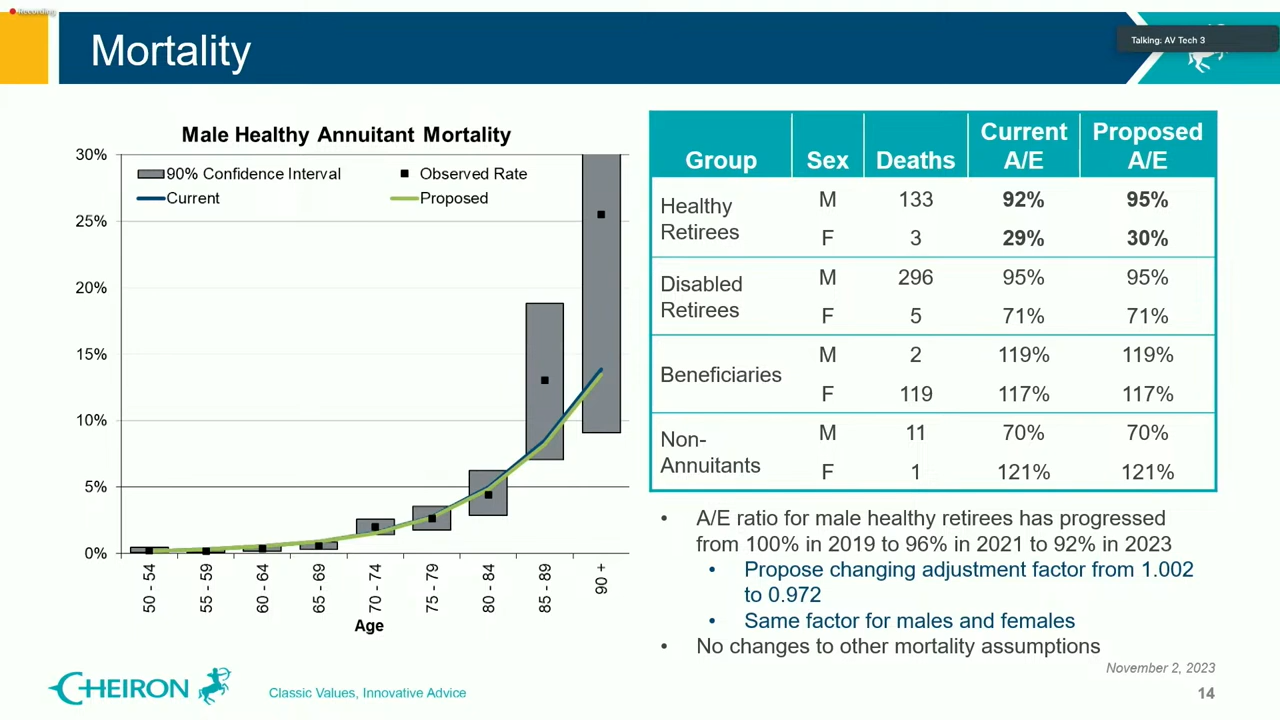 Recording
Mortality
Talking: AV Tech 3
Male Healthy Annuitant Mortality
30%
25%
20%
15%
10%
5%
0%
90% Confidence Interval
Observed Rate
Current
Proposed
50 - 54
55 - 59
60 - 64
65 - 69
70 - 74
75 - 79
80 - 84
85 - 89
90 +
Age
Group Sex Deaths Current A/E Proposed A/E
Healthy Retirees M 133 92% 95%
F 3 29% 30%
Disabled Retirees M 296 95% 95%
F 5 71% 71%
Beneficiaries M 2 119% 119%
F 119 117% 117%
Non-Annuitants M 11 70% 70%
F 1 121% 121%
• A/E ratio for male healthy retirees has progressed
from 100% in 2019 to 96% in 2021 to 92% in 2023
• Propose changing adjustment factor from 1.002
to 0.972
• Same factor for males and females
• No changes to other mortality assumptions
November 2, 2023
CHEIRON
Classic Values, Innovative Advice
14